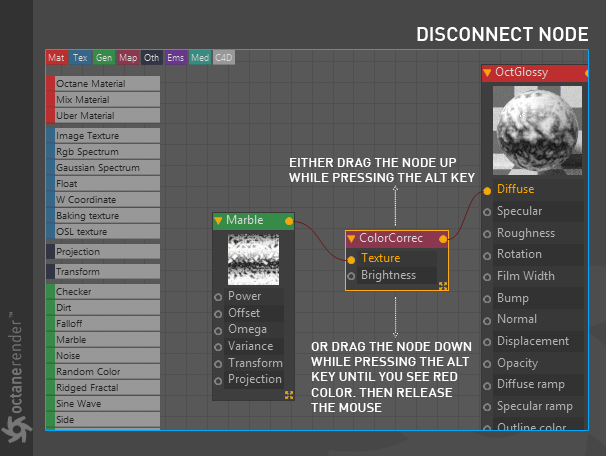 DISCONNECT NODE
Mat Tex Gen Map Oth Ems Med C4D
Octane Material
Mix Material
Uber Material
Image Texture
Rgb Spectrum
Gaussian Spectrum
Float
W Coordinate
Baking texture
OSL texture
Projection
Transform
Checker
Dirt
Falloff
Marble
Noise
Random Color
Ridged Fractal
Sine Wave
Side
EITHER DRAG THE NODE UP
WHILE PRESSING THE ALT KEY
Marble
Power
Offset
Omega
Variance
Transform
Projection
ColorCorrec
Texture
Brightness
OR DRAG THE NODE DOWN
WHILE PRESSING THE ALT
KEY UNTIL YOU SEE RED
COLOR. THEN RELEASE
THE MOUSE
OctGlossy
Diffuse
Specular
Roughness
Rotation
Film Width
Bump
Normal
Displacement
Opacity
Diffuse ramp
Specular ramp
Outline color
octanerender™